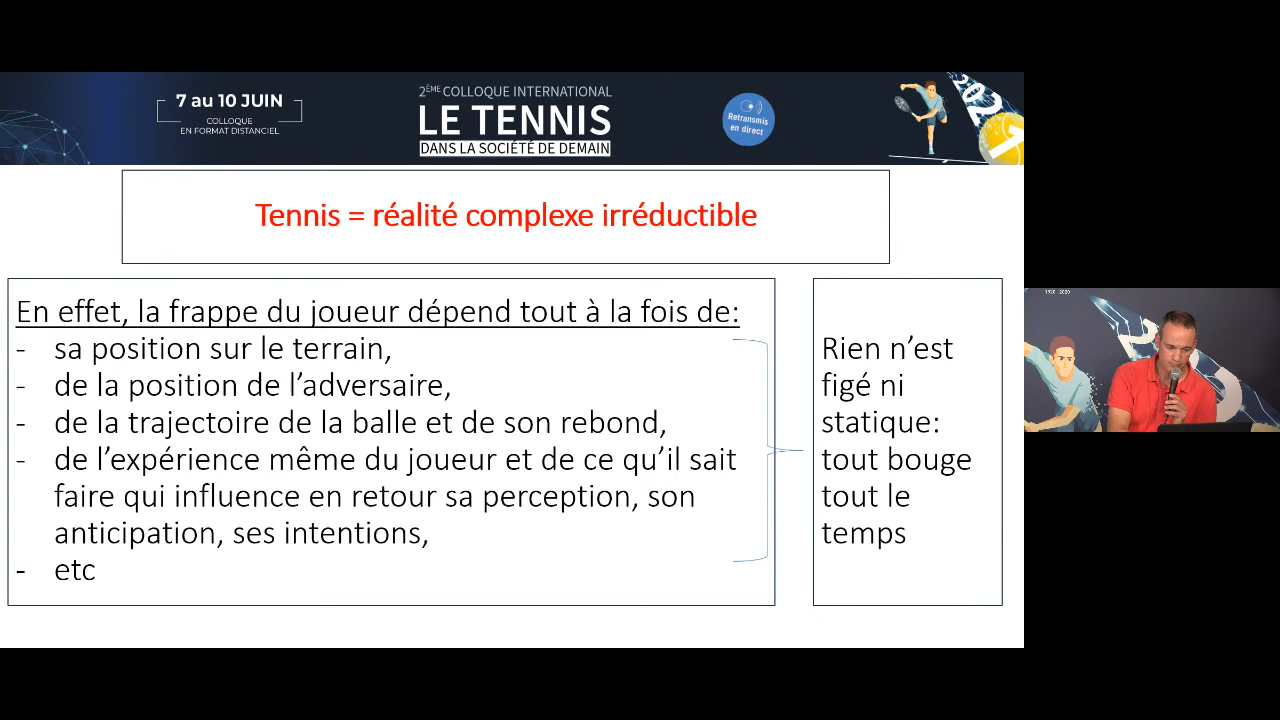 7 au 10 JUIN
COLLOQUE
EN FORMAT DISTANCIEL
2ÈME COLLOQUE INTERNATIONAL
LE TENNIS
DANS LA SOCIÉTÉ DE DEMAIN
Retransmis
en direct
2021
Tennis = réalité complexe irréductible
En effet, la frappe du joueur dépend tout à la fois de:
- sa position sur le terrain,
- de la position de l’adversaire,
- de la trajectoire de la balle et de son rebond,
- de l’expérience même du joueur et de ce qu’il sait
faire qui influence en retour sa perception, son
anticipation, ses intentions,
- etc
Rien n’est
figé ni
statique:
tout bouge
tout le
temps
1920 - 2020